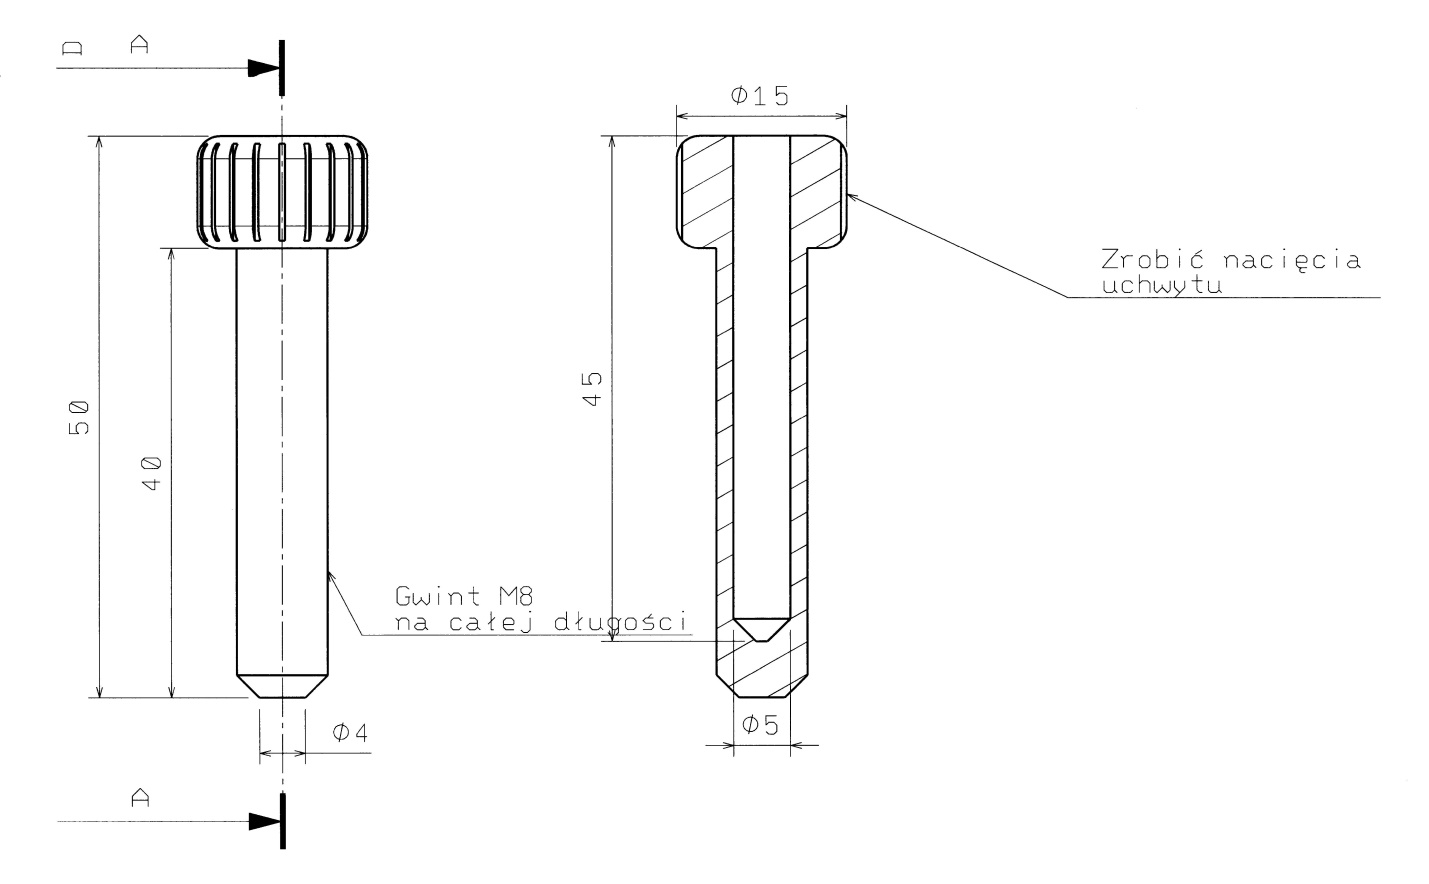 D A
Ø15
Zrobić nacięcia
uchwytu
45
50
40
Gwint M8
na całej długości
Ø4
Ø5
A